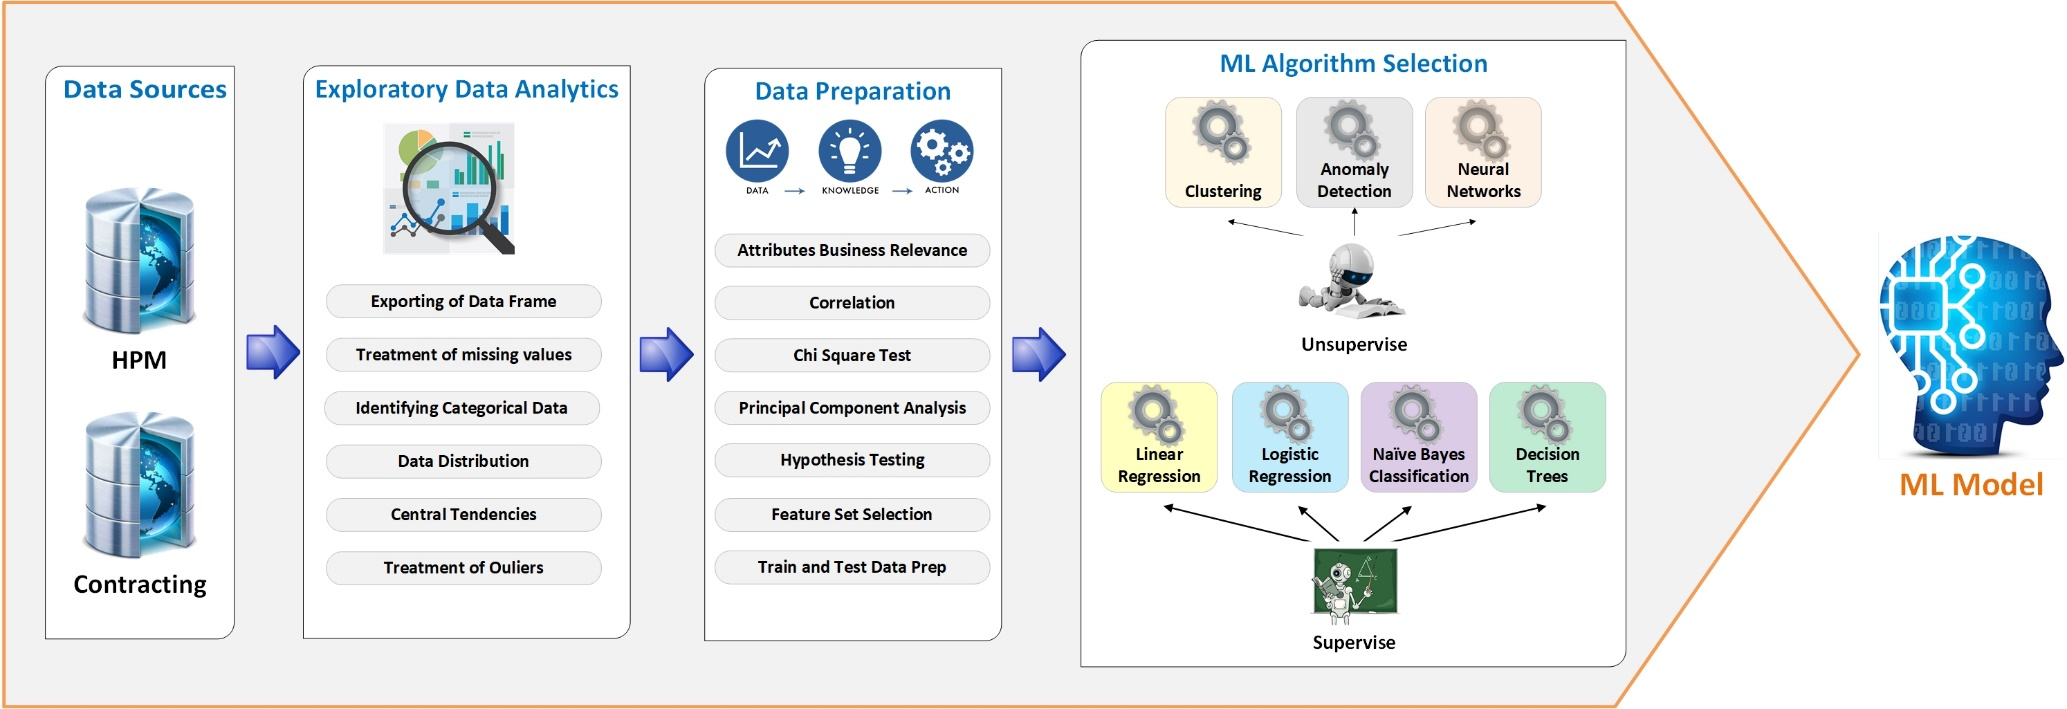 Data Sources
HPM
Contracting
Exploratory Data Analytics
Exporting of Data Frame
Treatment of missing values
Identifying Categorical Data
Data Distribution
Central Tendencies
Treatment of Ouliers
Data Preparation
DATA
KNOWLEDGE
ACTION
Attributes Business Relevance
Correlation
Chi Square Test
Principal Component Analysis
Hypothesis Testing
Feature Set Selection
Train and Test Data Prep
ML Algorithm Selection
Clustering
Anomaly
Detection
Neural
Networks
Unsupervise
Linear
Regression
Logistic
Regression
Naïve Bayes
Classification
Decision
Trees
Supervise
ML Model